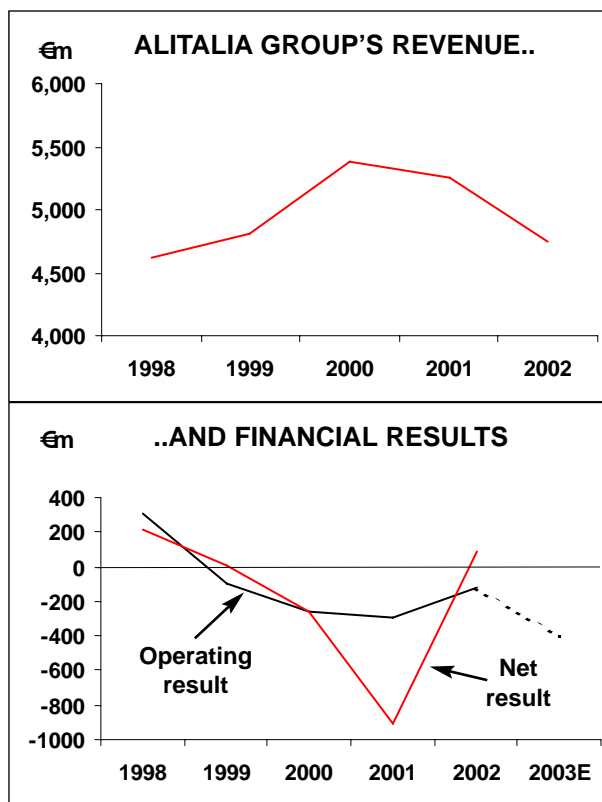 €m ALITALIA GROUP'S REVENUE..
6,000
5,500
5,000
4,500
4,000
1998 1999 2000 2001 2002
€m ..AND FINANCIAL RESULTS
400
200
0
-200
-400
-600
-800
-1000
Operating
result
Net
result
1998 1999 2000 2001 2002 2003E